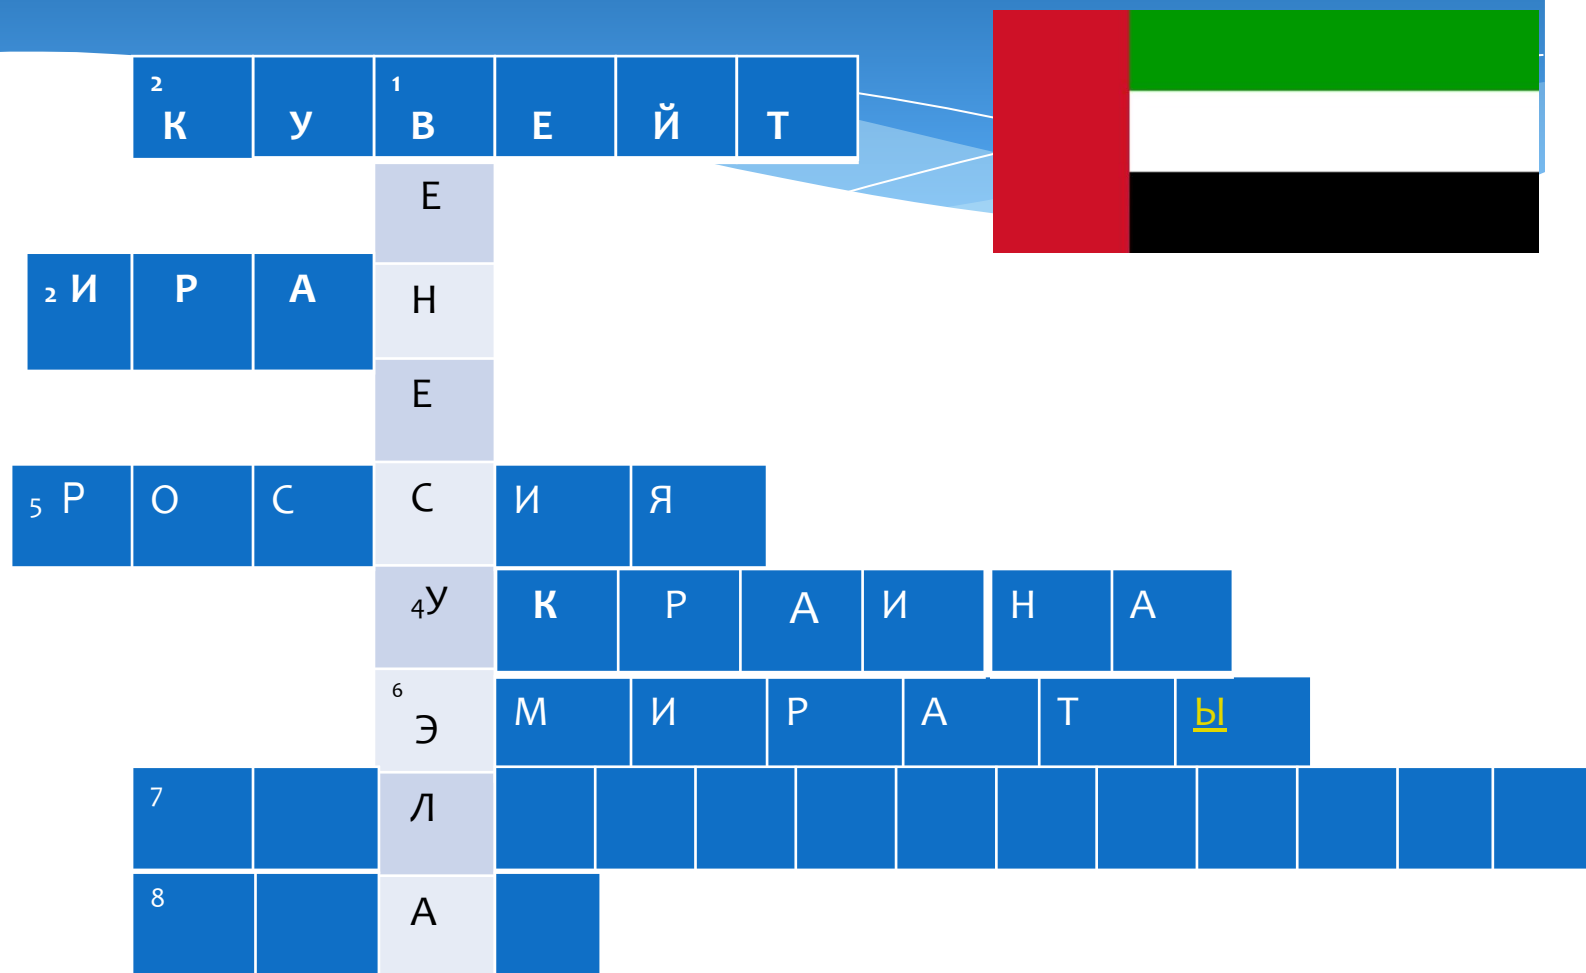 2 1
К У В Е Й Т
Е
2 И Р А Н
Е
5 Р О С С И Я
4 У К Р А И Н А
6
Э М И Р А Т Ы
7 Л
8 А